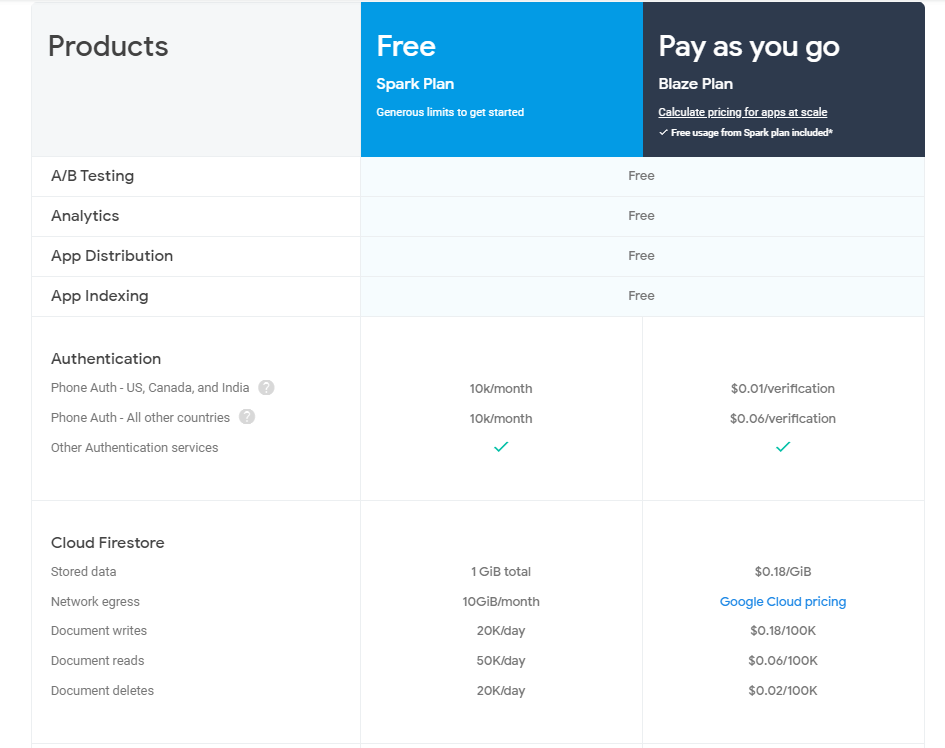 Products
Free
Spark Plan
Generous limits to get started
Pay as you go
Blaze Plan
Calculate pricing for apps at scale
✓ Free usage from Spark plan included*
A/B Testing
Free
Analytics
Free
App Distribution
Free
App Indexing
Free
Authentication
Phone Auth - US, Canada, and India ? 10k/month $0.01/verification
Phone Auth - All other countries ? 10k/month $0.06/verification
Other Authentication services ✓ ✓
Cloud Firestore
Stored data 1 GiB total $0.18/GiB
Network egress 10GiB/month Google Cloud pricing
Document writes 20K/day $0.18/100K
Document reads 50K/day $0.06/100K
Document deletes 20K/day $0.02/100K